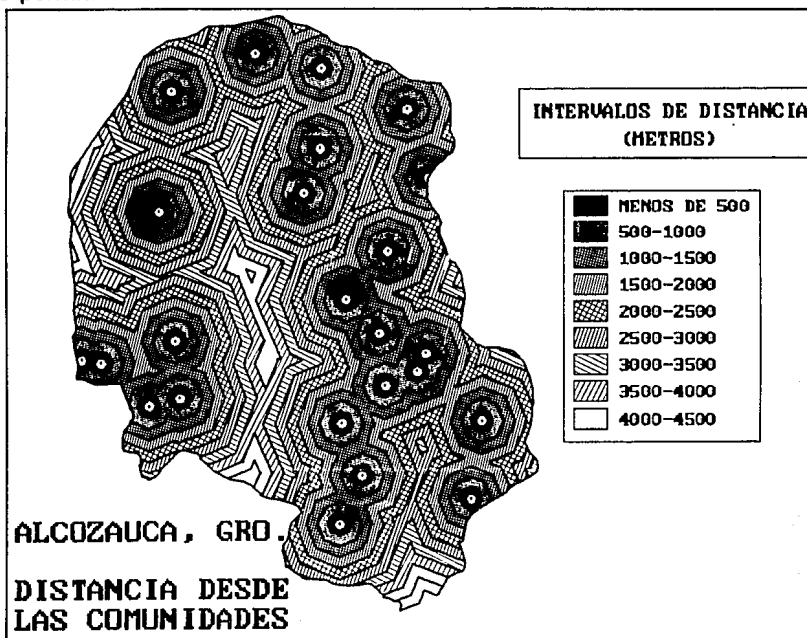 INTERVALOS DE DISTANCIA
(METROS)
MENOS DE 500
500-1000
1000-1500
1500-2000
2000-2500
2500-3000
3000-3500
3500-4000
4000-4500
ALCOZAUCA, GRO.
DISTANCIA DESDE
LAS COMUNIDADES